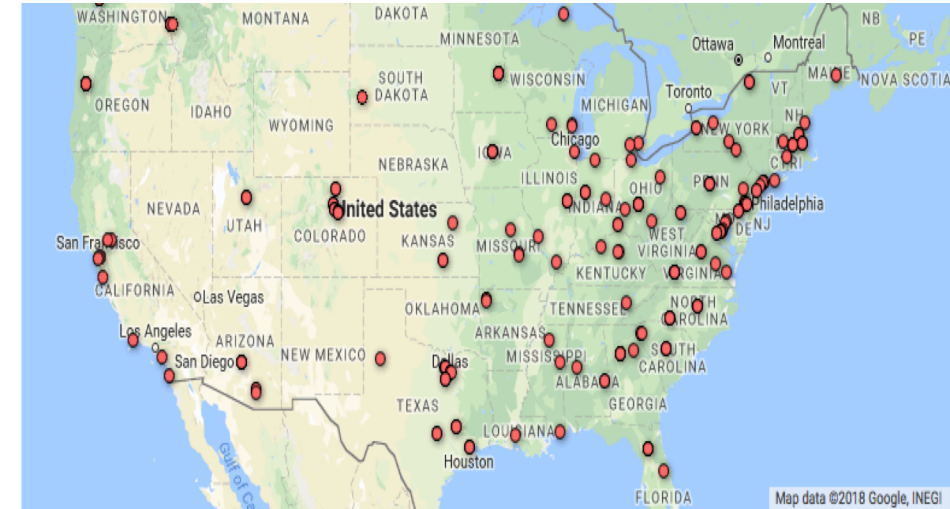 WASHINGTON
MONTANA
DAKOTA
MINNESOTA
Ottawa
Montreal
NB
PE
OREGON
IDAHO
SOUTH
DAKOTA
WISCONSIN
MICHIGAN
Toronto
VT
MAINE
NOVA SCOTIA
WYOMING
IOWA
Chicago
NEW YORK
NH
CT RI
NEBRASKA
ILLINOIS
INDIANA
OHIO
PENN
Philadelphia
NEVADA
UTAH
United States
COLORADO
KANSAS
MISSOURI
WEST
VIRGINIA
MD
DE
NJ
San Francisco
CALIFORNIA
Las Vegas
KENTUCKY
VIRGINIA
OKLAHOMA
TENNESSEE
NORTH
CAROLINA
Los Angeles
ARIZONA
NEW MEXICO
ARKANSAS
San Diego
Dallas
MISSISSIPPI
SOUTH
CAROLINA
ALABAMA
TEXAS
GEORGIA
LOUISIANA
Houston
Gulf of Ca
FLORIDA
Map data ©2018 Google, INEGI